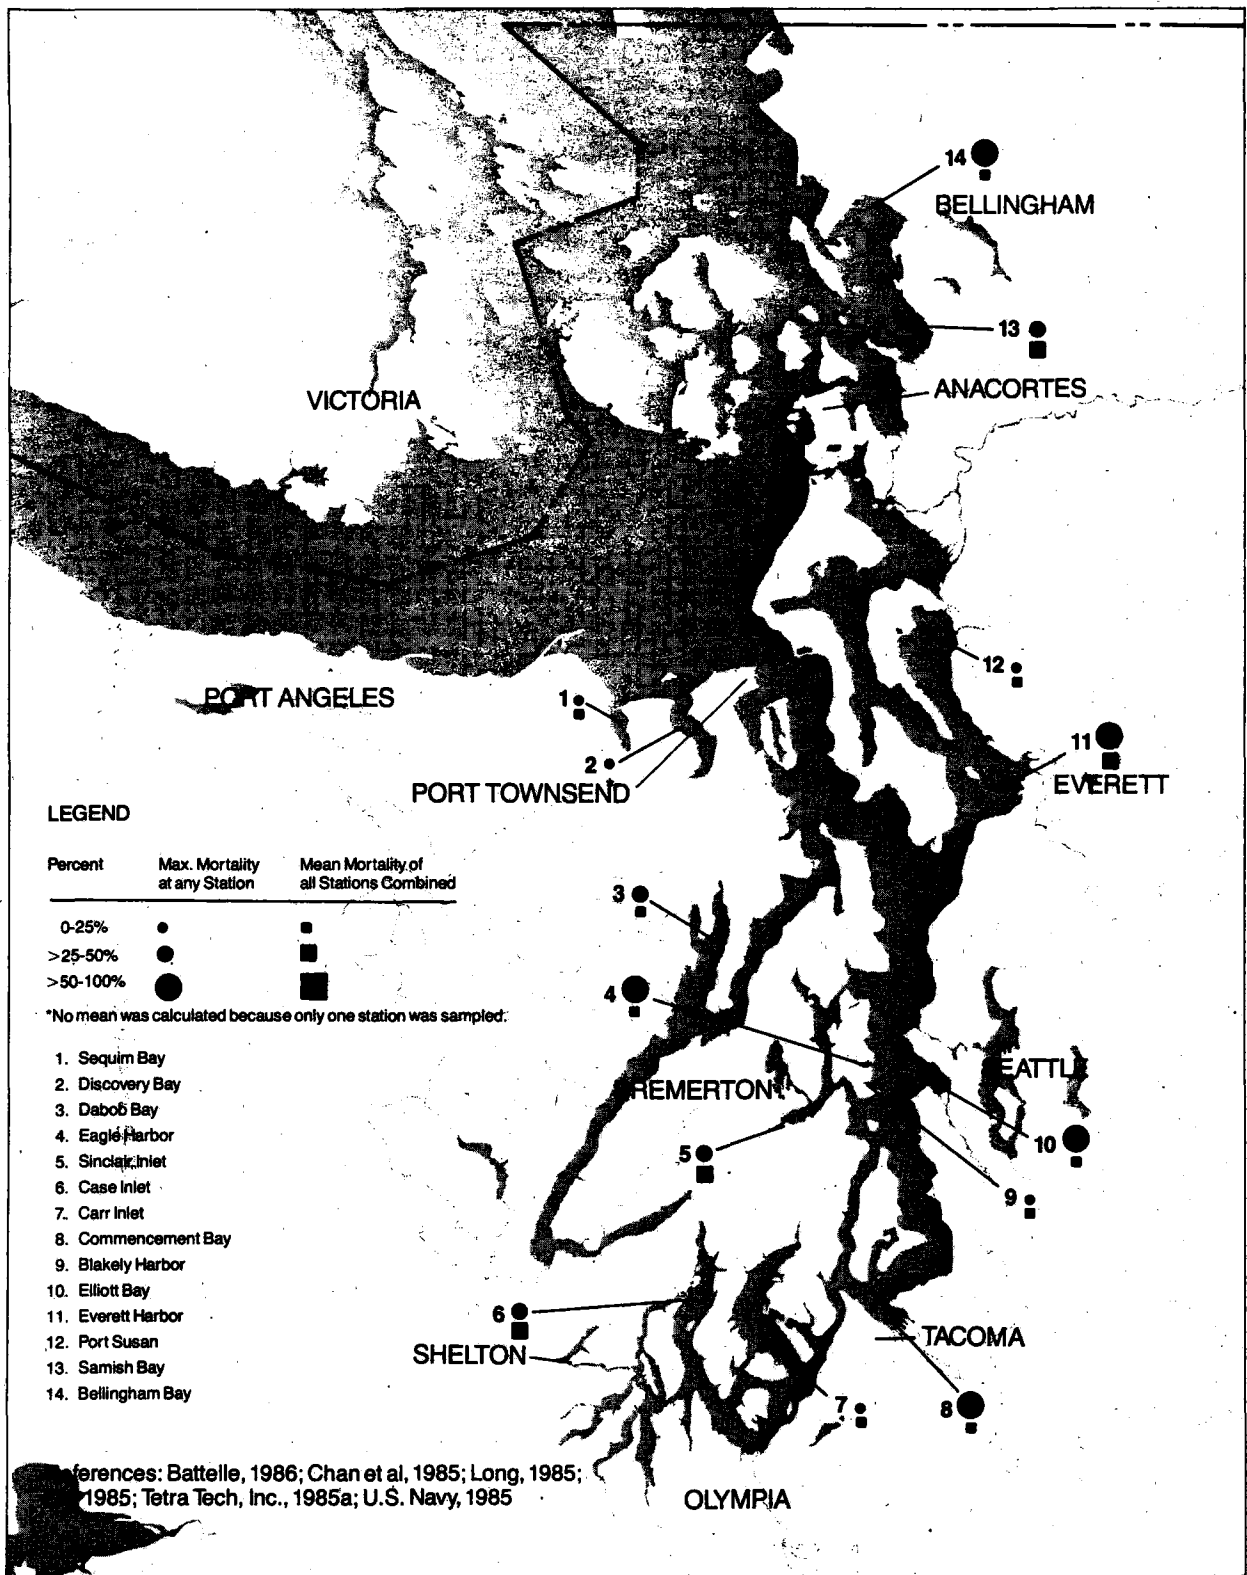 14
BELLINGHAM
13
ANACORTES
VICTORIA
12
PORT ANGELES
1
11
2
EVERETT
PORT TOWNSEND
LEGEND
Percent Max. Mortality at any Station Mean Mortality of all Stations Combined
0-25%
>25-50%
>50-100%
*No mean was calculated because only one station was sampled.
3
4
SEATTLE
BREMERTON
10
5
9
1. Sequim Bay
2. Discovery Bay
3. Dabob Bay
4. Eagle Harbor
5. Sinclair Inlet
6. Case Inlet
7. Carr Inlet
8. Commencement Bay
9. Blakely Harbor
10. Elliott Bay
11. Everett Harbor
12. Port Susan
13. Samish Bay
14. Bellingham Bay
6
SHELTON
TACOMA
7
8
References: Battelle, 1986; Chan et al, 1985; Long, 1985;
1985; Tetra Tech, Inc., 1985a; U.S. Navy, 1985
OLYMPIA